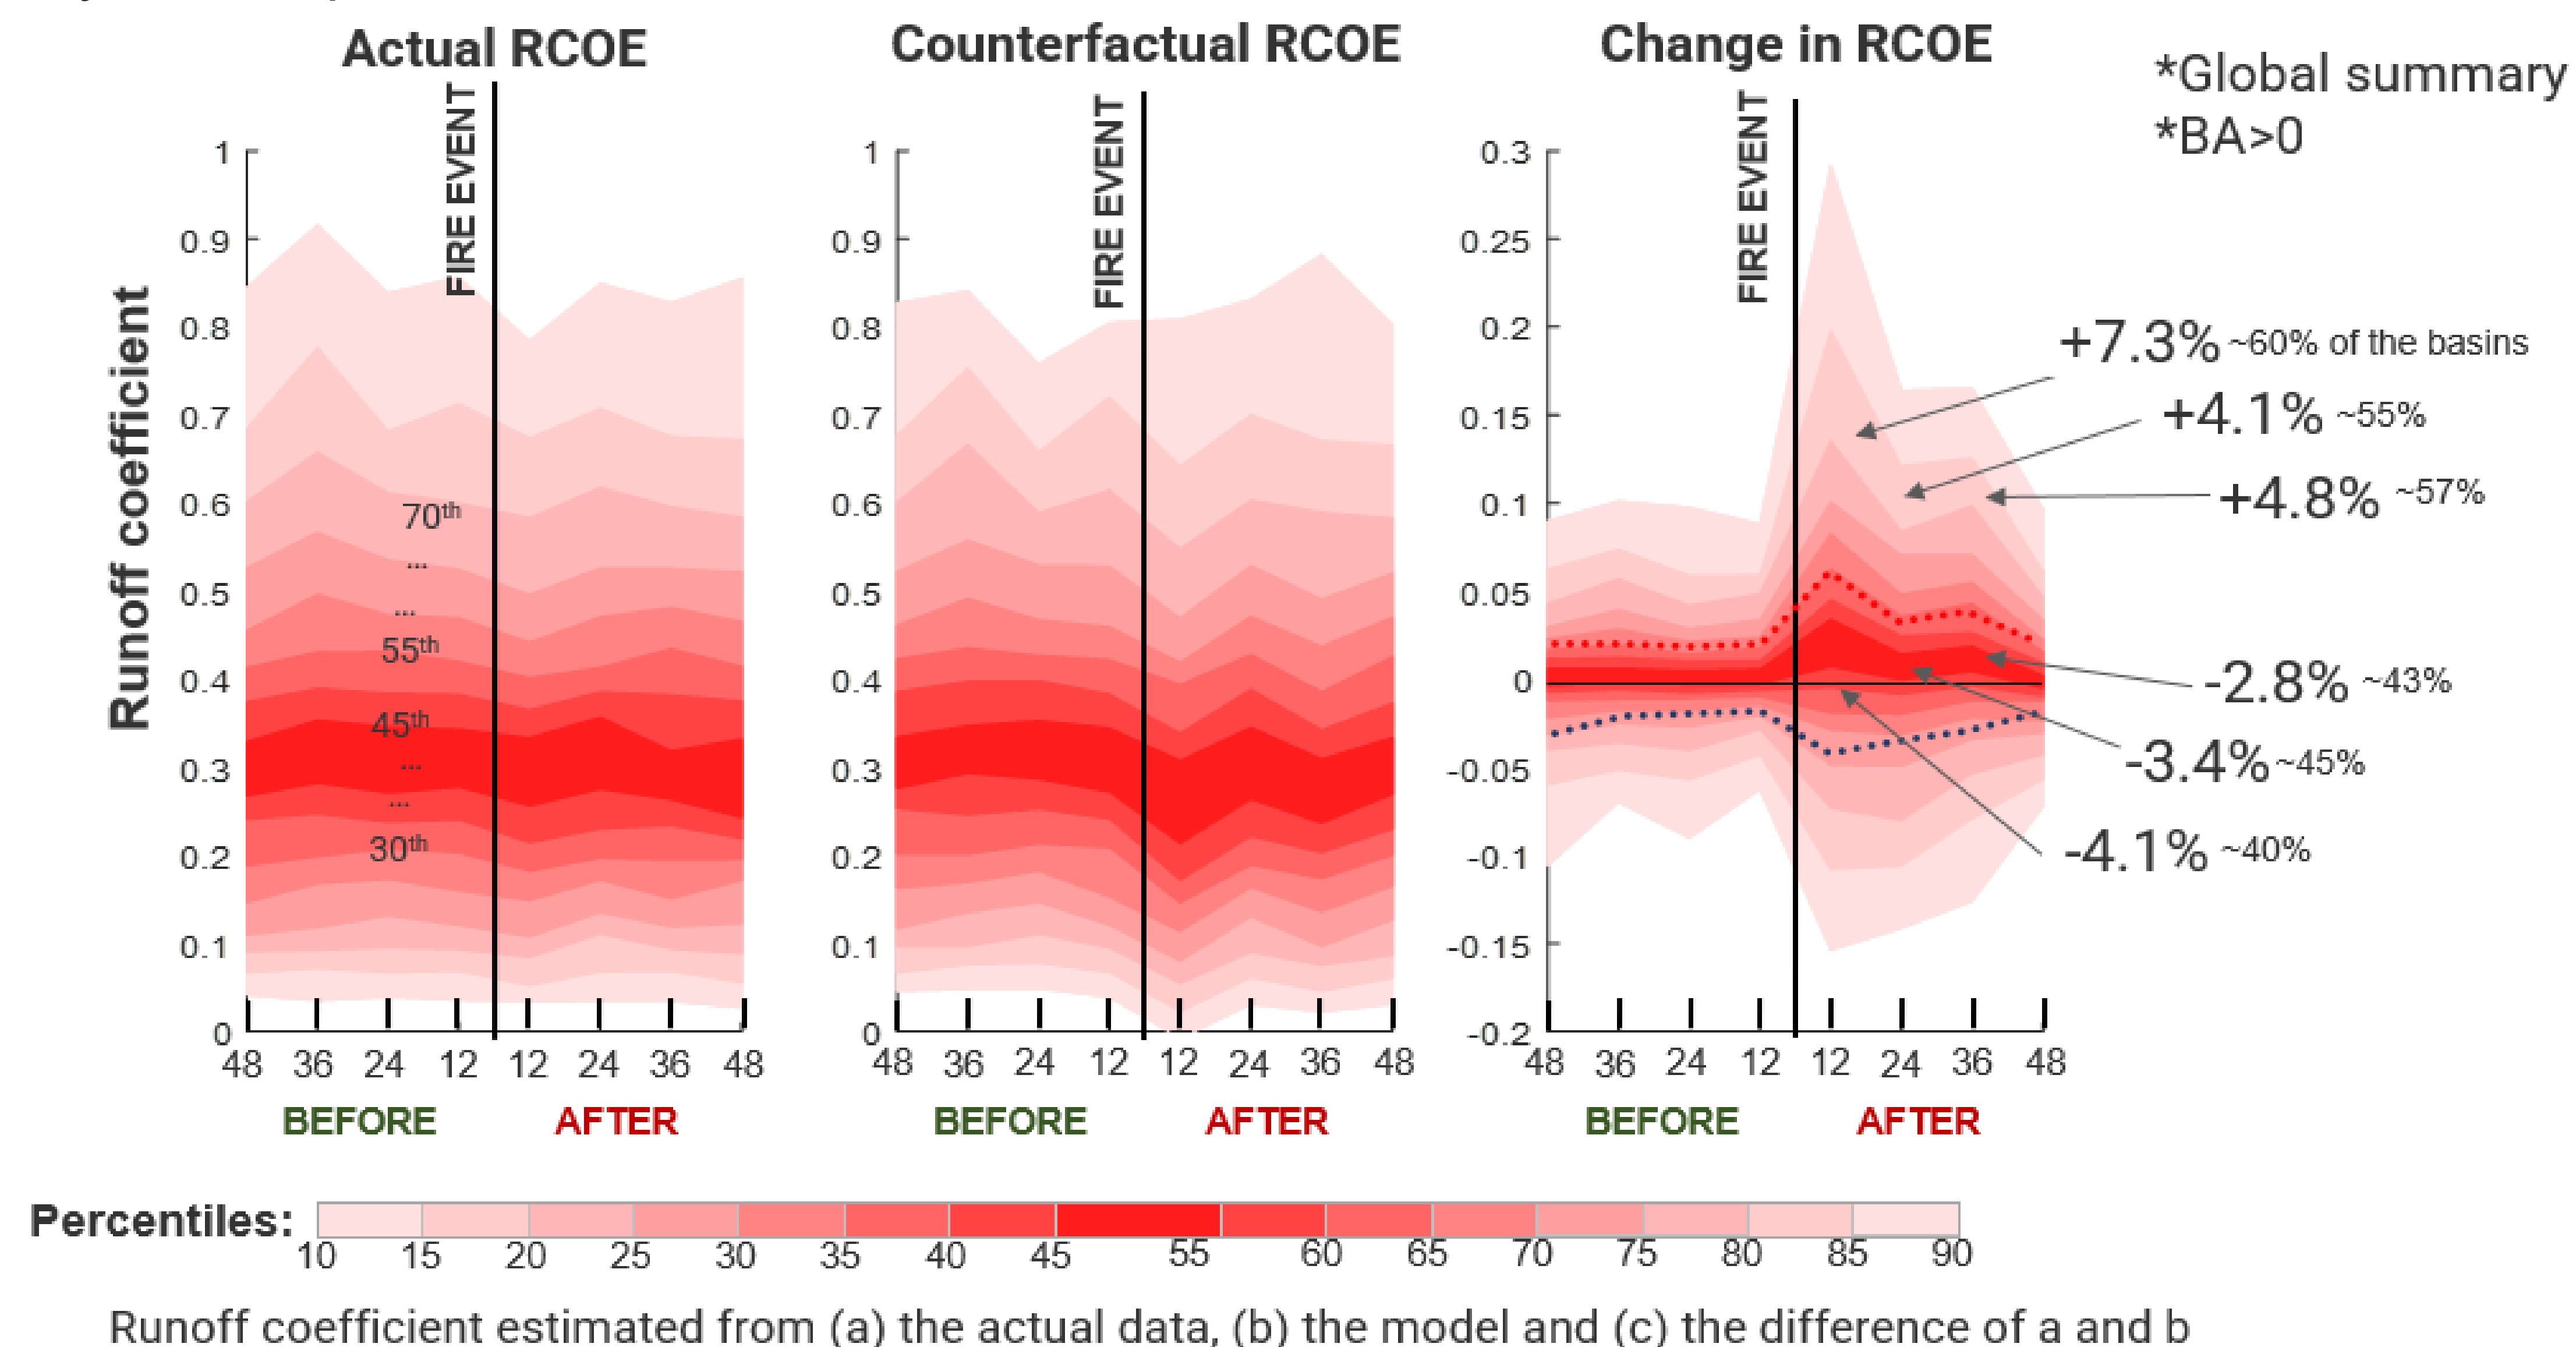 Actual RCOE
Counterfactual RCOE
Change in RCOE
*Global summary
*BA>0
FIRE EVENT
FIRE EVENT
FIRE EVENT
Runoff coefficient
1
0.9
0.8
0.7
0.6
0.5
0.4
0.3
0.2
0.1
0
70th
...
...
55th
45th
...
...
30th
48 36 24 12 12 24 36 48
BEFORE AFTER
1
0.9
0.8
0.7
0.6
0.5
0.4
0.3
0.2
0.1
0
48 36 24 12 12 24 36 48
BEFORE AFTER
0.3
0.25
0.2
0.15
0.1
0.05
0
-0.05
-0.1
-0.15
-0.2
48 36 24 12 12 24 36 48
BEFORE AFTER
+7.3% ~60% of the basins
+4.1% ~55%
+4.8% ~57%
-2.8% ~43%
-3.4% ~45%
-4.1% ~40%
Percentiles:
10 15 20 25 30 35 40 45 55 60 65 70 75 80 85 90
Runoff coefficient estimated from (a) the actual data, (b) the model and (c) the difference of a and b